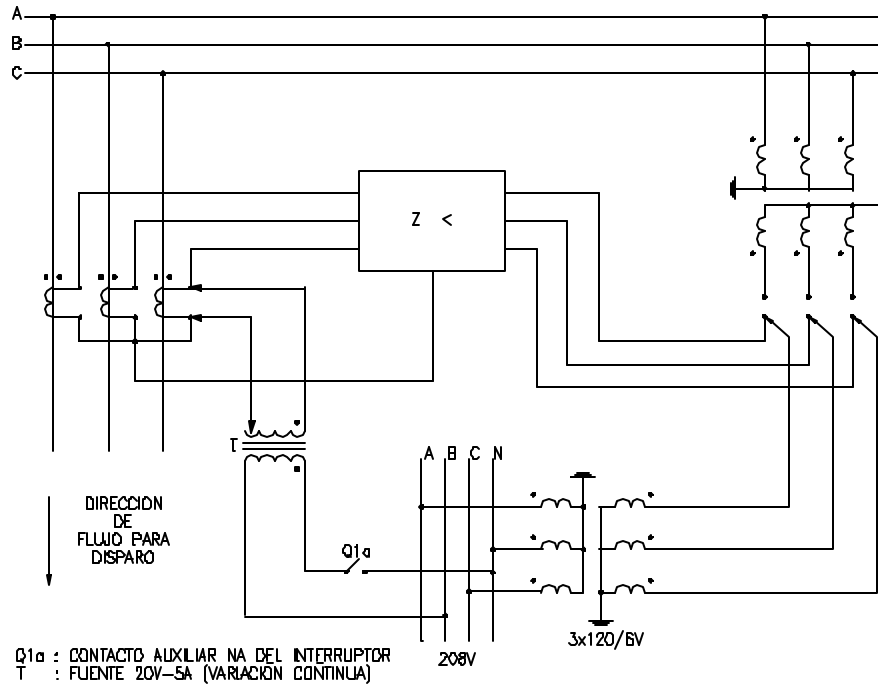 A
B
C
Z <
T
A B C N
DIRECCION
DE
FLUJO PARA
DISPARO
Q1a
3x120/6V
208V
Q1a : CONTACTO AUXILIAR NA DEL INTERRUPTOR
T : FUENTE 20V-5A (VARIACION CONTINUA)